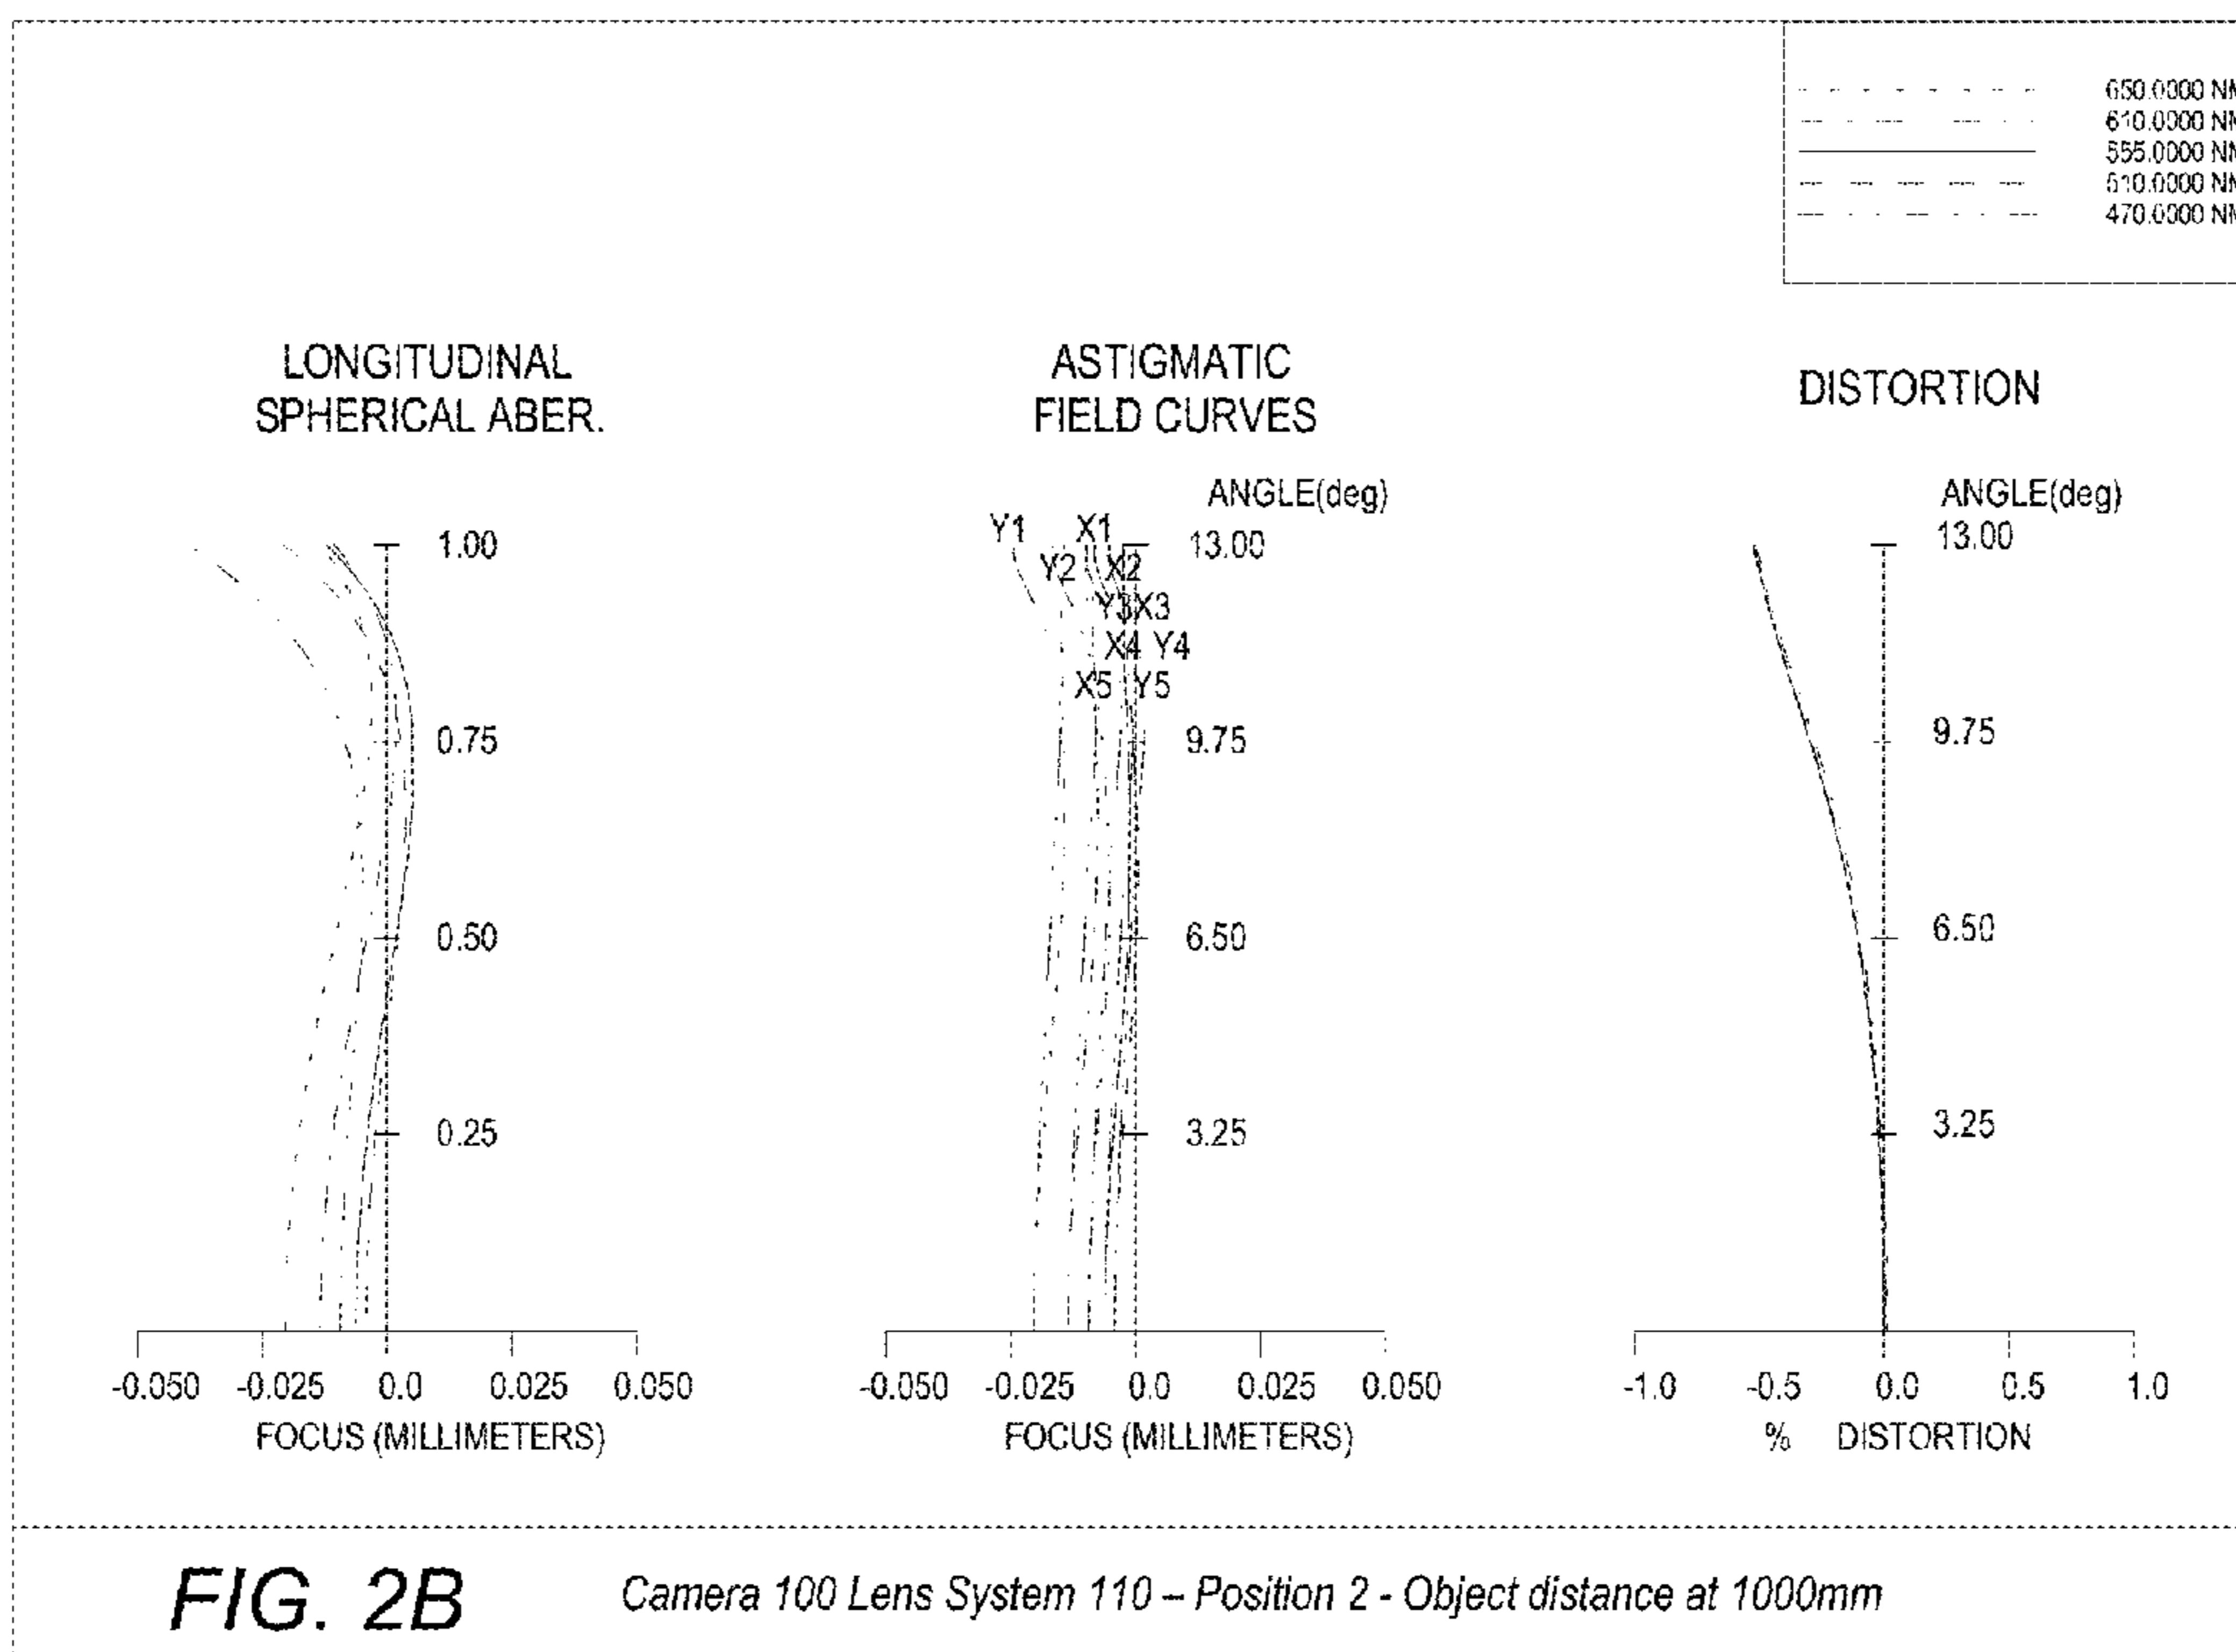 650.0000 NM
610.0000 NM
555.0000 NM
510.0000 NM
470.0000 NM
LONGITUDINAL
SPHERICAL ABER.
ASTIGMATIC
FIELD CURVES
DISTORTION
ANGLE(deg)
ANGLE(deg)
1.00
0.75
0.50
0.25
Y1 X1
Y2 X2
Y3 X3
X4 Y4
X5 Y5
13.00
9.75
6.50
3.25
13.00
9.75
6.50
3.25
-0.050 -0.025 0.0 0.025 0.050
FOCUS (MILLIMETERS)
-0.050 -0.025 0.0 0.025 0.050
FOCUS (MILLIMETERS)
-1.0 -0.5 0.0 0.5 1.0
% DISTORTION
FIG. 2B
Camera 100 Lens System 110 – Position 2 - Object distance at 1000mm